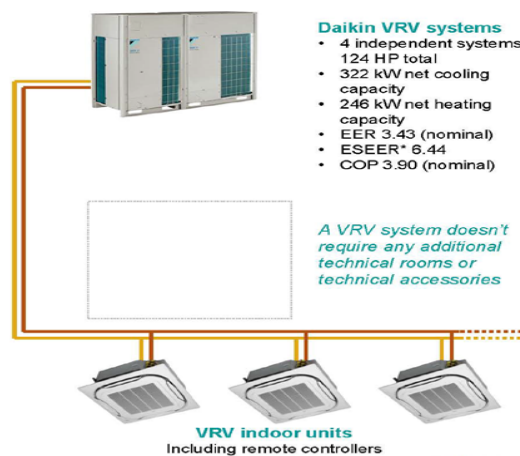 Daikin VRV systems
• 4 independent systems
124 HP total
• 322 kW net cooling
capacity
• 246 kW net heating
capacity
• EER 3.43 (nominal)
• ESEER* 6.44
• COP 3.90 (nominal)
A VRV system doesn't
require any additional
technical rooms or
technical accessories
VRV indoor units
Including remote controllers